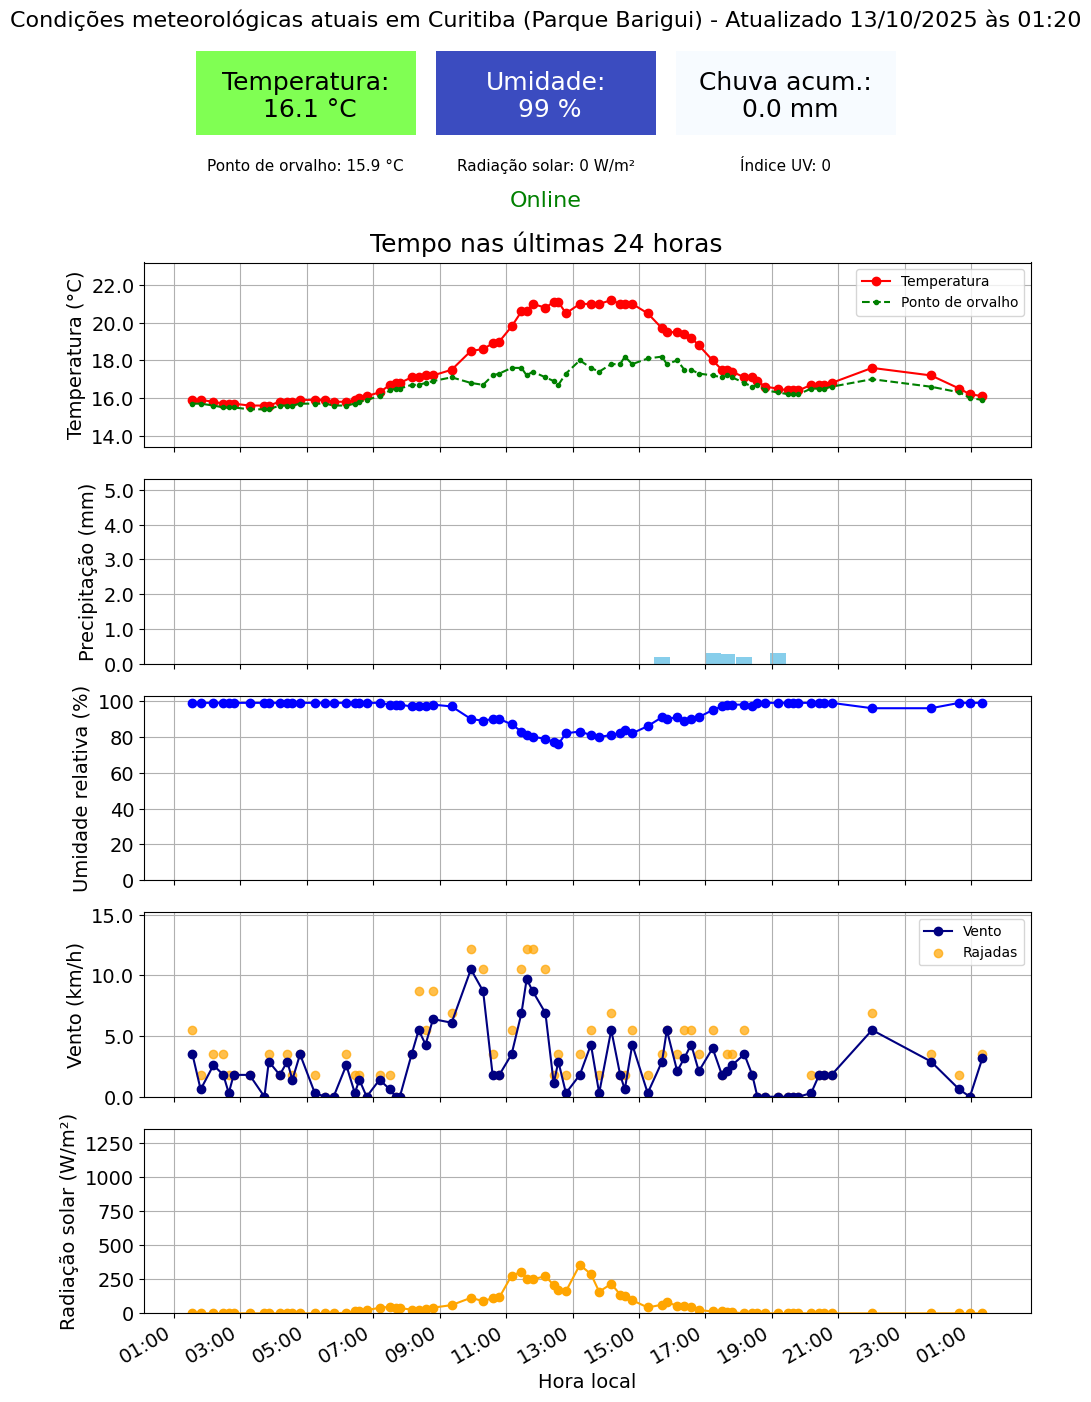 Condições meteorológicas atuais em Curitiba (Parque Barigui) - Atualizado 13/10/2025 às 01:20
Temperatura:
16.1 °C
Umidade:
99 %
Chuva acum.:
0.0 mm
Ponto de orvalho: 15.9 °C
Radiação solar: 0 W/m²
Índice UV: 0
Online
Tempo nas últimas 24 horas
Temperatura (°C)
22.0
20.0
18.0
16.0
14.0
Temperatura
Ponto de orvalho
Precipitação (mm)
5.0
4.0
3.0
2.0
1.0
0.0
Umidade relativa (%)
100
80
60
40
20
0
Vento (km/h)
15.0
10.0
5.0
0.0
Vento
Rajadas
Radiação solar (W/m²)
1250
1000
750
500
250
0
01:00 03:00 05:00 07:00 09:00 11:00 13:00 15:00 17:00 19:00 21:00 23:00 01:00
Hora local